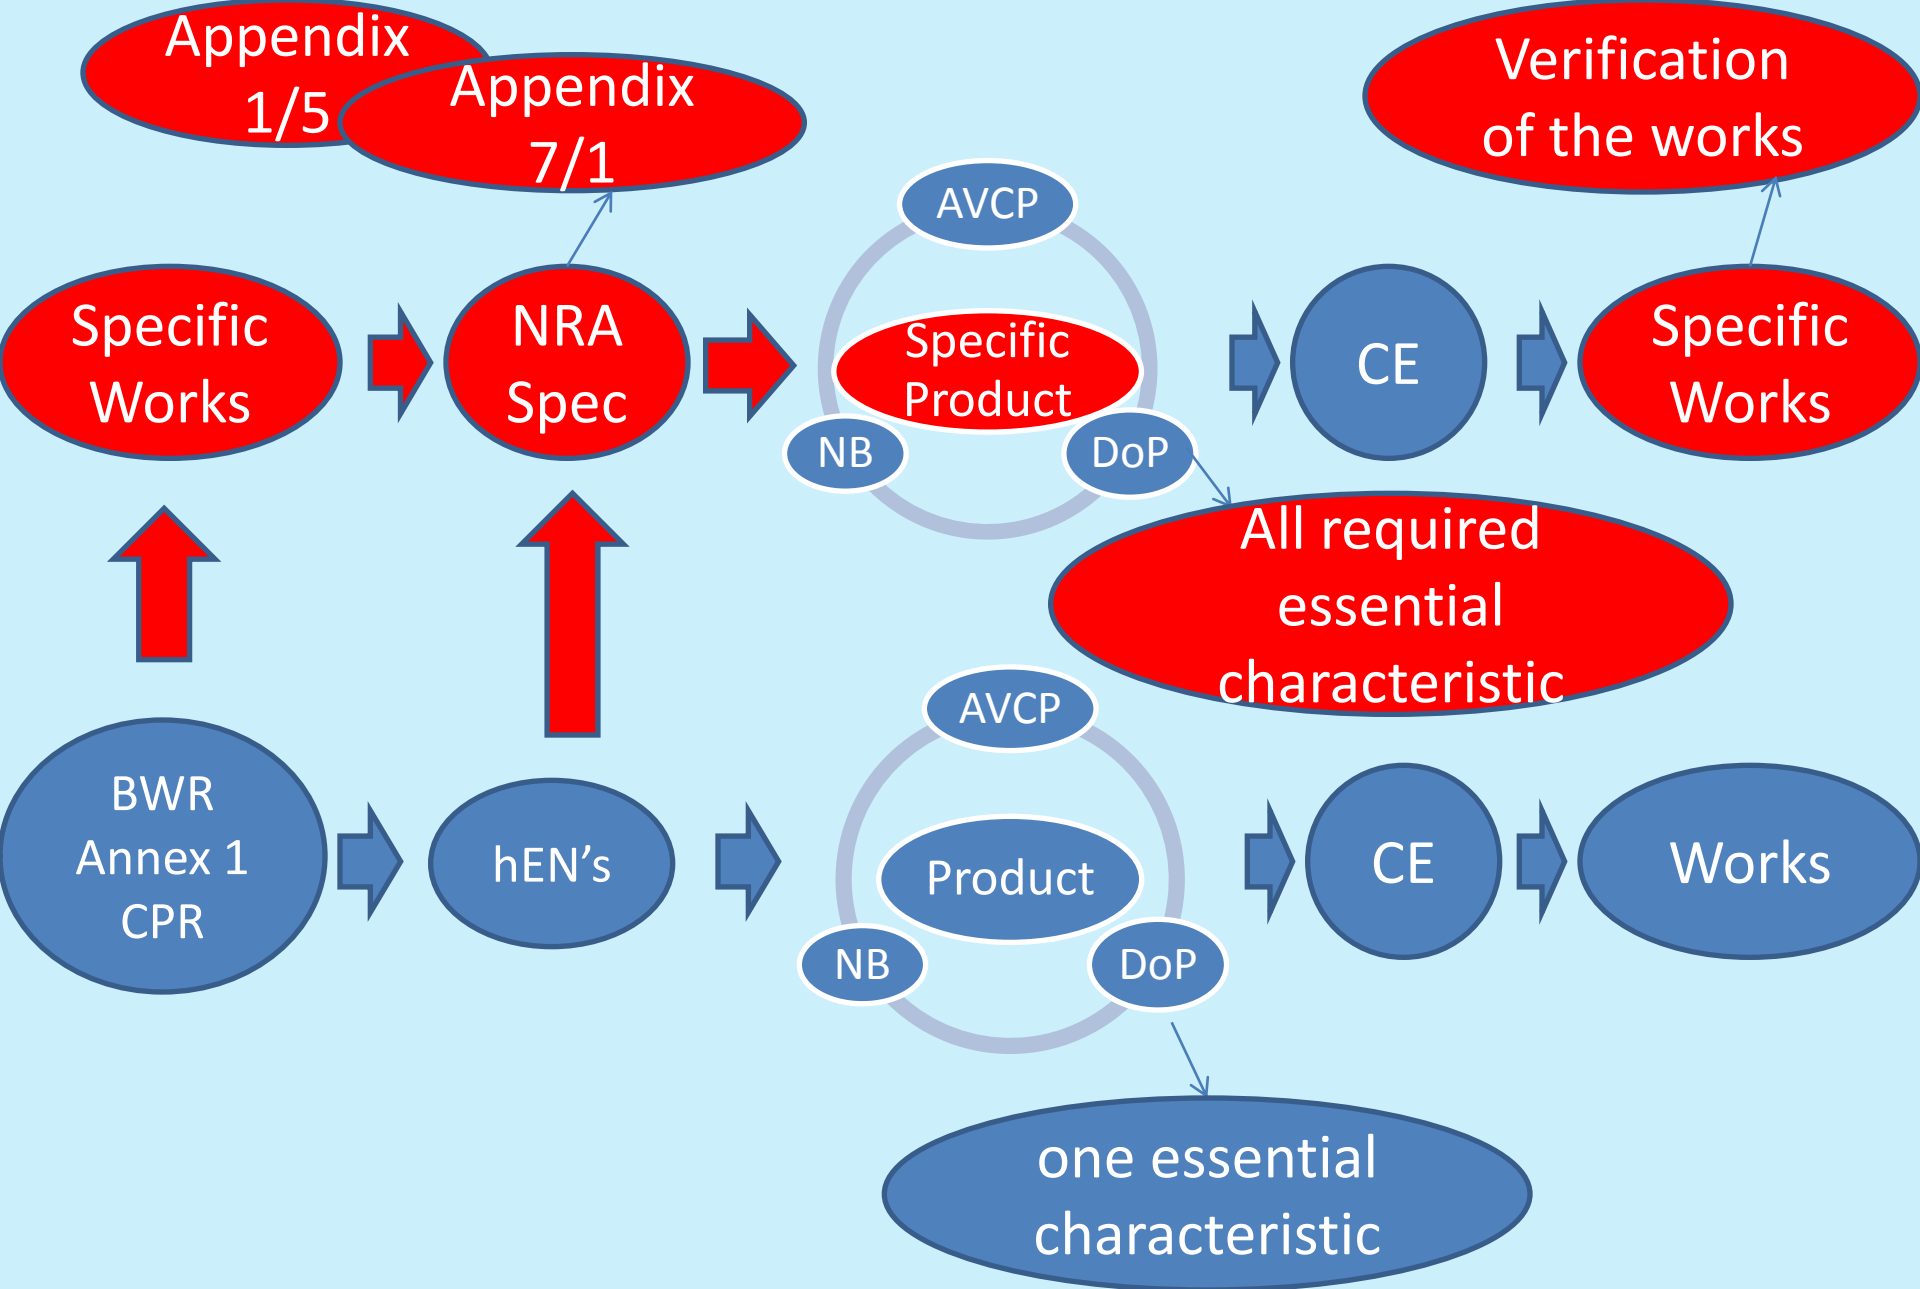 Appendix
1/5
Appendix
7/1
Verification
of the works
AVCP
Specific
Works
NRA
Spec
Specific
Product
NB
DoP
CE
Specific
Works
All required
essential
characteristic
AVCP
BWR
Annex 1
CPR
hEN's
Product
NB
DoP
CE
Works
one essential
characteristic